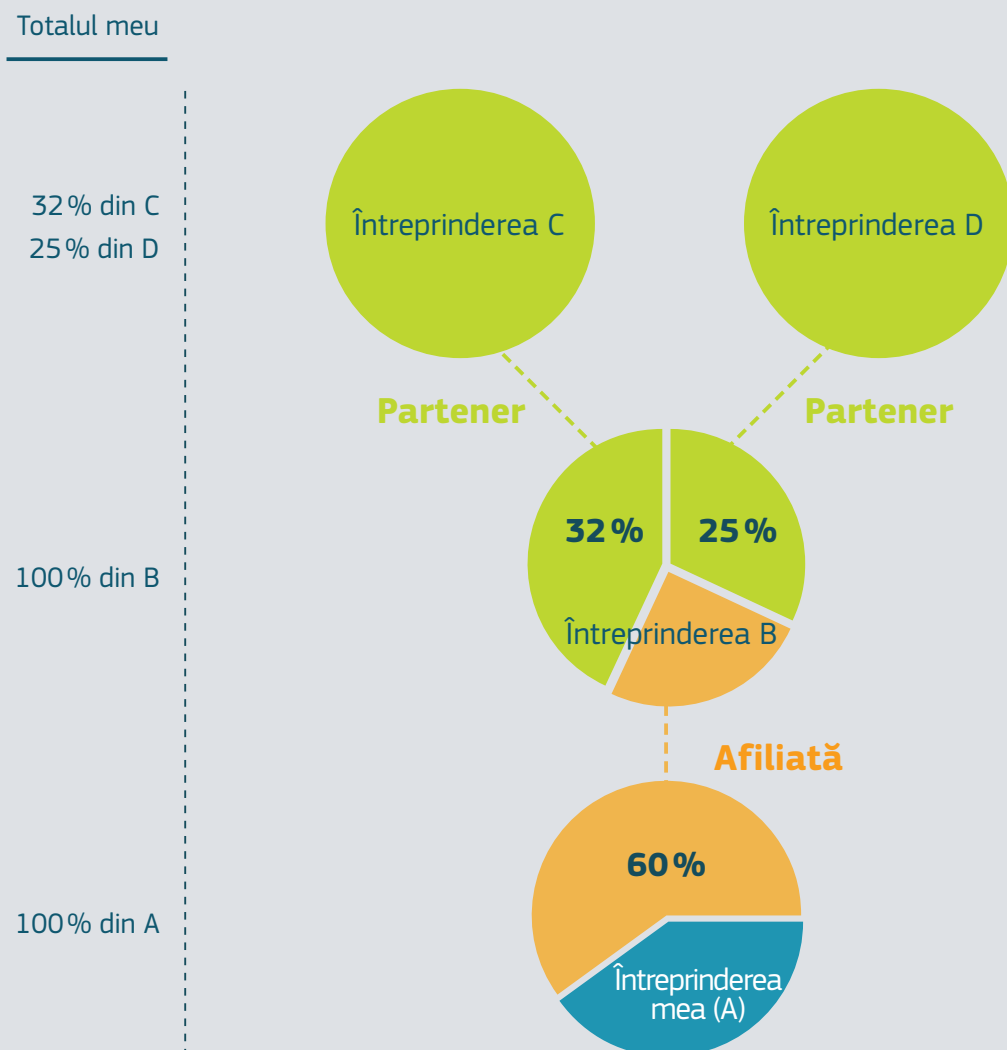 Totalul meu
32 % din C
25 % din D
Întreprinderea C
Întreprinderea D
Partener
Partener
32 %
25 %
100 % din B
Întreprinderea B
Afiliată
60 %
100 % din A
Întreprinderea
mea (A)